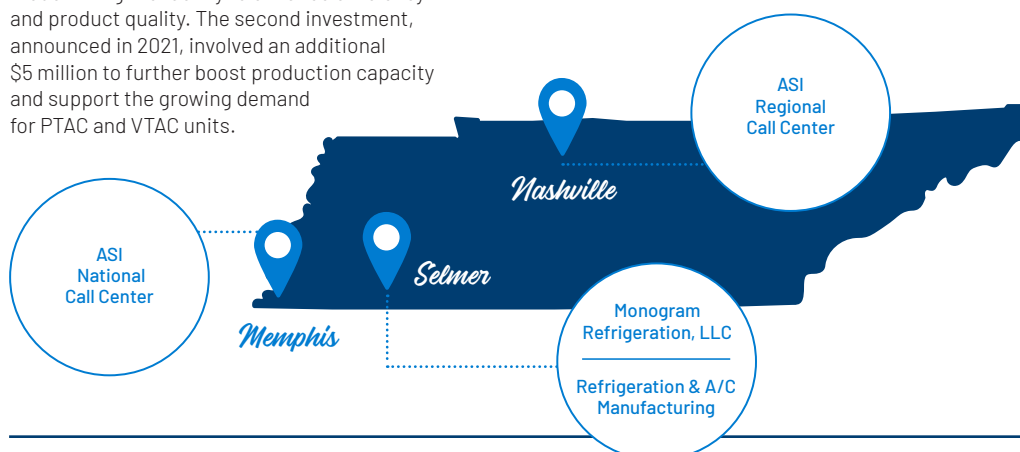 and product quality. The second investment,
announced in 2021, involved an additional
$5 million to further boost production capacity
and support the growing demand
for PTAC and VTAC units.
ASI
Regional
Call Center
Nashville
ASI
National
Call Center
Selmer
Memphis
Monogram
Refrigeration, LLC
Refrigeration & A/C
Manufacturing